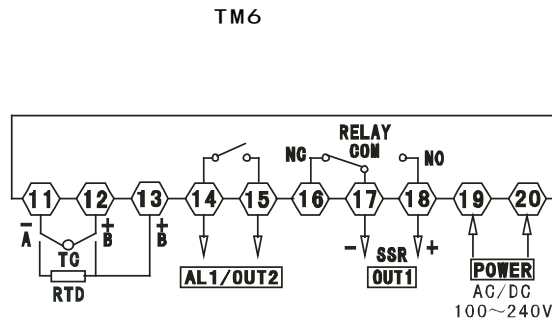 TM6
RELAY
NC COM NO
11 12 13 14 15 16 17 18 19 20
− + +
A TC B B
RTD
AL1/OUT2
− SSR +
OUT1
POWER
AC/DC
100～240V